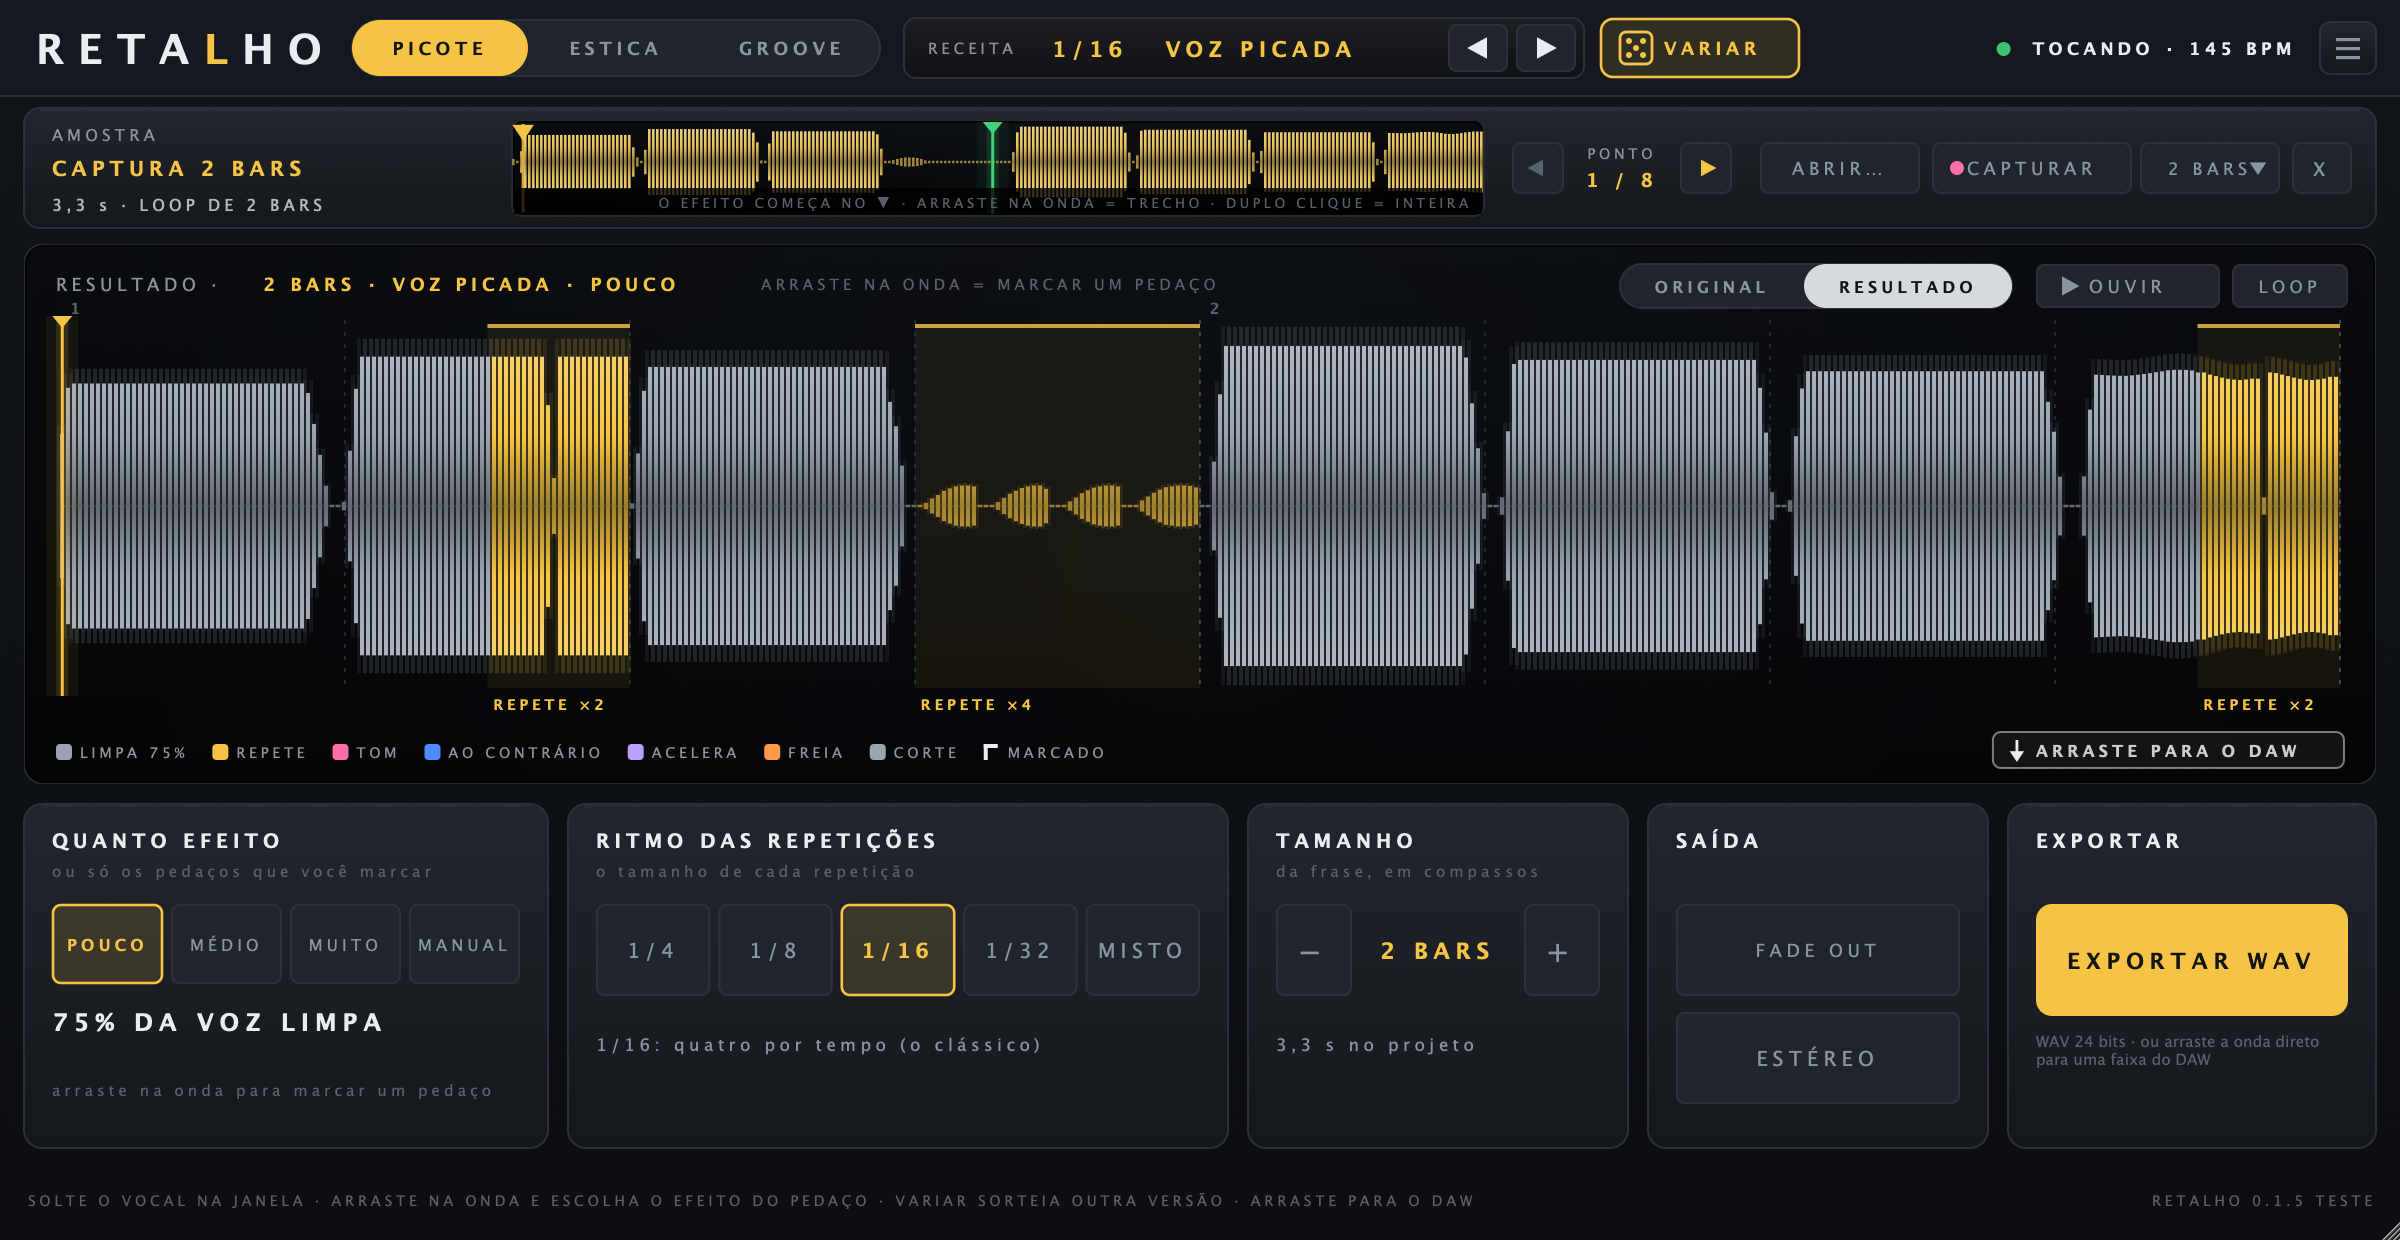 RETALHO
PICOTE
ESTICA
GROOVE
RECEITA 1/16 VOZ PICADA
VARIAR
TOCANDO · 145 BPM
AMOSTRA
CAPTURA 2 BARS
3,3 s · LOOP DE 2 BARS
O EFEITO COMEÇA NO ▼ · ARRASTE NA ONDA = TRECHO · DUPLO CLIQUE = INTEIRA
PONTO
1 / 8
ABRIR...
CAPTURAR
2 BARS
X
RESULTADO · 2 BARS · VOZ PICADA · POUCO
ARRASTE NA ONDA = MARCAR UM PEDAÇO
ORIGINAL
RESULTADO
OUVIR
LOOP
1
2
REPETE ×2
REPETE ×4
REPETE ×2
LIMPA 75%
REPETE
TOM
AO CONTRÁRIO
ACELERA
FREIA
CORTE
MARCADO
ARRASTE PARA O DAW
QUANTO EFEITO
ou só os pedaços que você marcar
POUCO
MÉDIO
MUITO
MANUAL
75% DA VOZ LIMPA
arraste na onda para marcar um pedaço
RITMO DAS REPETIÇÕES
o tamanho de cada repetição
1/4
1/8
1/16
1/32
MISTO
1/16: quatro por tempo (o clássico)
TAMANHO
da frase, em compassos
−
2 BARS
+
3,3 s no projeto
SAÍDA
FADE OUT
ESTÉREO
EXPORTAR
EXPORTAR WAV
WAV 24 bits · ou arraste a onda direto
para uma faixa do DAW
SOLTE O VOCAL NA JANELA · ARRASTE NA ONDA E ESCOLHA O EFEITO DO PEDAÇO · VARIAR SORTEIA OUTRA VERSÃO · ARRASTE PARA O DAW
RETALHO 0.1.5 TESTE